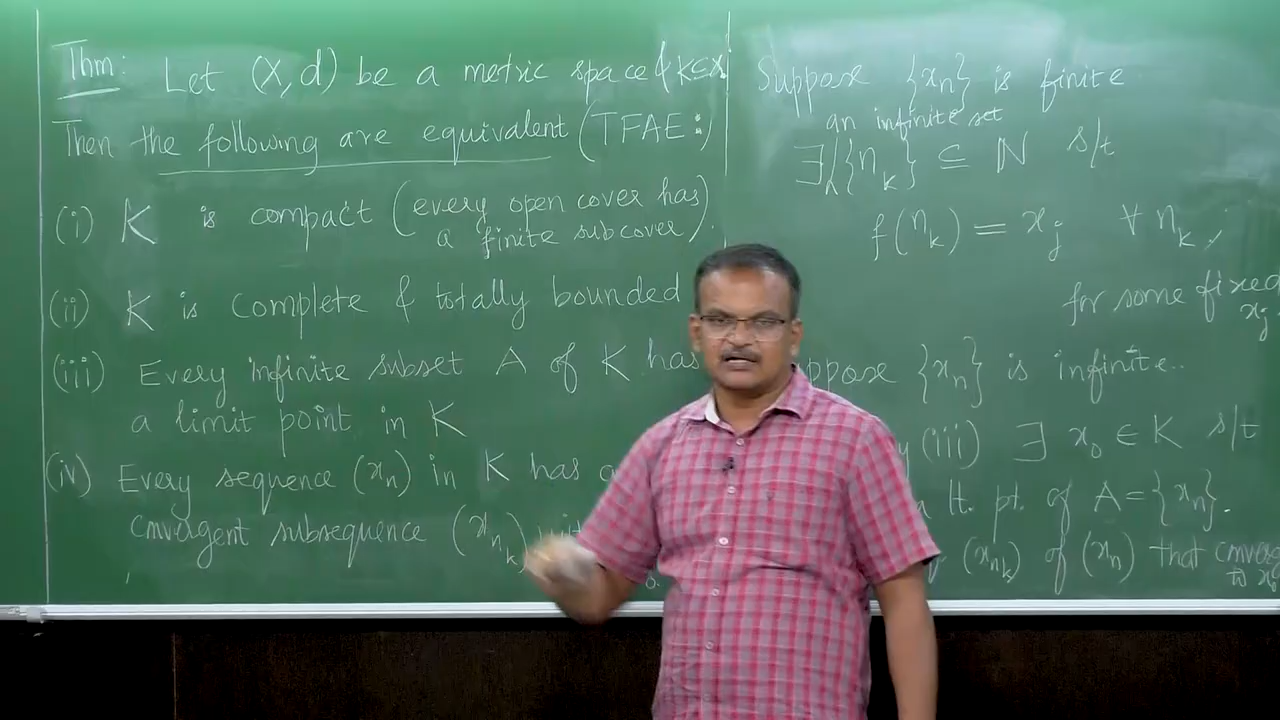 Thm: Let (X,d) be a metric space & K⊆X
Then the following are equivalent (TFAE:)
(i) K is compact (every open cover has
a finite subcover).
(ii) K is complete & totally bounded
(iii) Every infinite subset A of K has
a limit point in K
(iv) Every sequence (xₙ) in K has a
convergent subsequence (xₙₖ)
Suppose {xₙ} is finite
an infinite set
∃ {nₖ} ⊆ ℕ s/t
f(nₖ) = xⱼ ∀ nₖ,
for some fixed
xⱼ.
{xₙ} is infinite..
(iii) ∃ x₀ ∈ K s/t
lt. pt. of A={xₙ}.
(xₙₖ) of (xₙ) that
to x₀